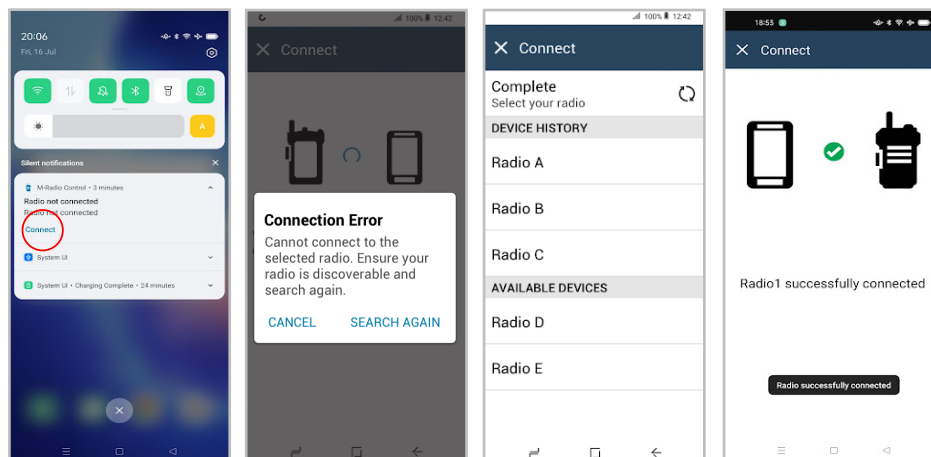 20:06
Fri, 16 Jul
A
Silent notifications
M-Radio Control • 3 minutes
Radio not connected
Radio not connected
Connect
System UI
System UI • Charging Complete • 24 minutes
100% 12:42
Connect
Connection Error
Cannot connect to the
selected radio. Ensure your
radio is discoverable and
search again.
CANCEL SEARCH AGAIN
100% 12:42
Connect
Complete
Select your radio
DEVICE HISTORY
Radio A
Radio B
Radio C
AVAILABLE DEVICES
Radio D
Radio E
18:53
Connect
Radio1 successfully connected
Radio successfully connected